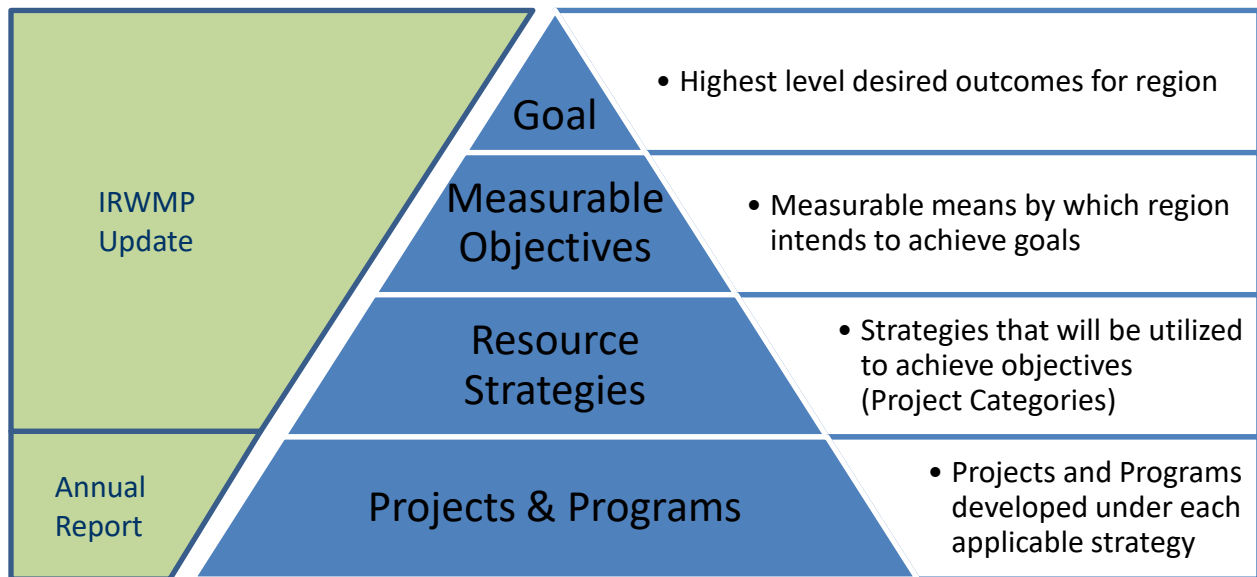 IRWMP
Update
Annual
Report
Goal
• Highest level desired outcomes for region
Measurable
Objectives
• Measurable means by which region
intends to achieve goals
Resource
Strategies
• Strategies that will be utilized
to achieve objectives
(Project Categories)
Projects & Programs
• Projects and Programs
developed under each
applicable strategy